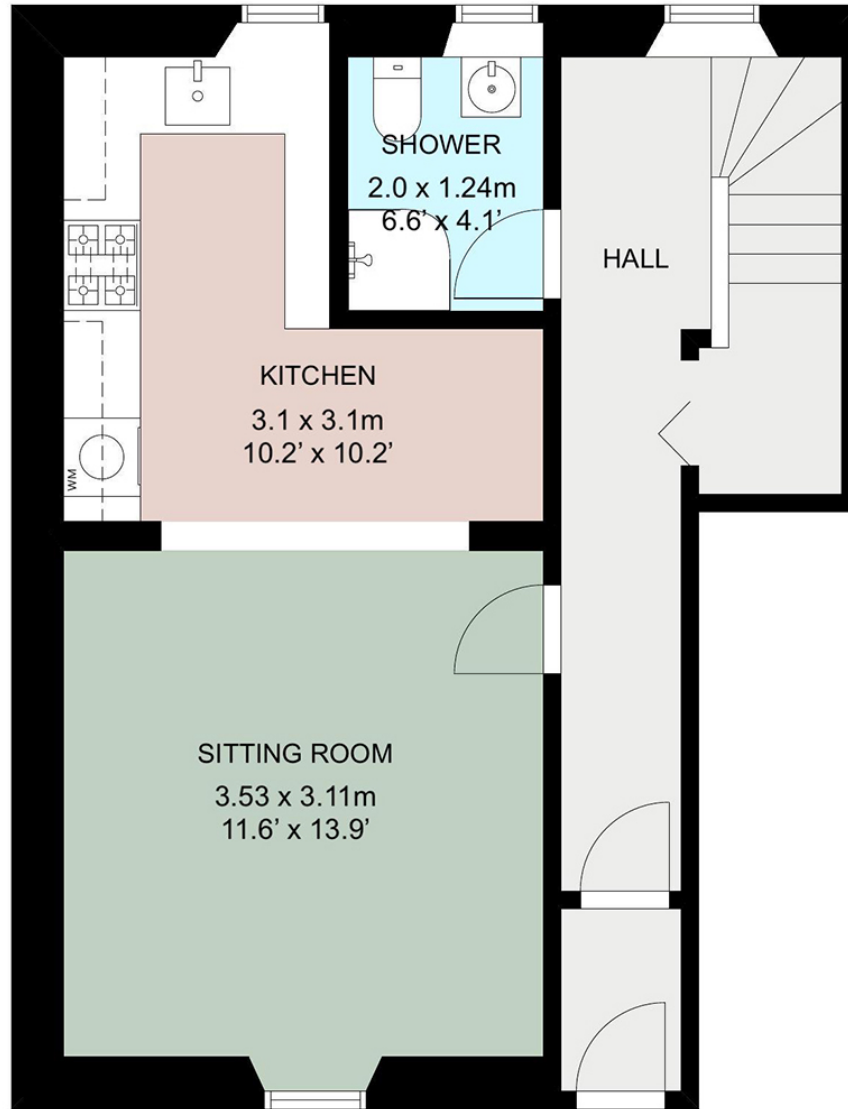 SHOWER
2.0 x 1.24m
6.6’ x 4.1’
HALL
KITCHEN
3.1 x 3.1m
10.2’ x 10.2’
WM
SITTING ROOM
3.53 x 3.11m
11.6’ x 13.9’